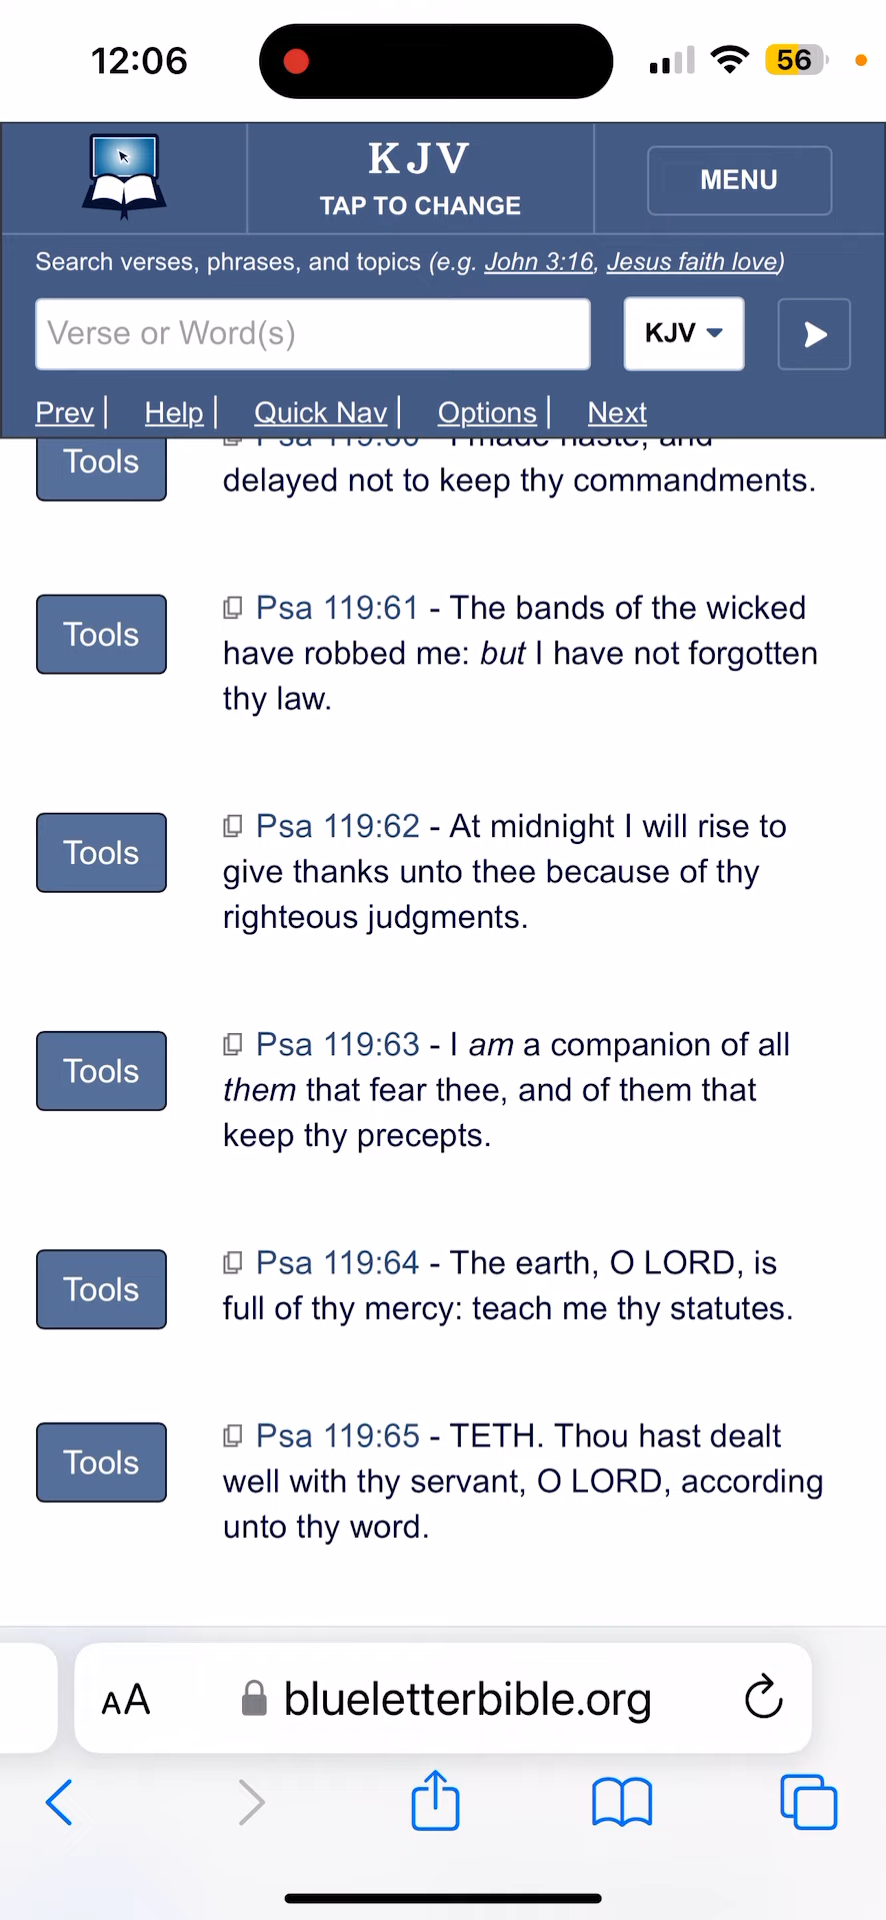 12:06
56
KJV
TAP TO CHANGE
MENU
Search verses, phrases, and topics (e.g. John 3:16, Jesus faith love)
Verse or Word(s)
KJV
Prev | Help | Quick Nav | Options | Next
Tools
Psa 119:60 - I made haste, and
delayed not to keep thy commandments.
Tools
Psa 119:61 - The bands of the wicked
have robbed me: but I have not forgotten
thy law.
Tools
Psa 119:62 - At midnight I will rise to
give thanks unto thee because of thy
righteous judgments.
Tools
Psa 119:63 - I am a companion of all
them that fear thee, and of them that
keep thy precepts.
Tools
Psa 119:64 - The earth, O LORD, is
full of thy mercy: teach me thy statutes.
Tools
Psa 119:65 - TETH. Thou hast dealt
well with thy servant, O LORD, according
unto thy word.
AA
blueletterbible.org